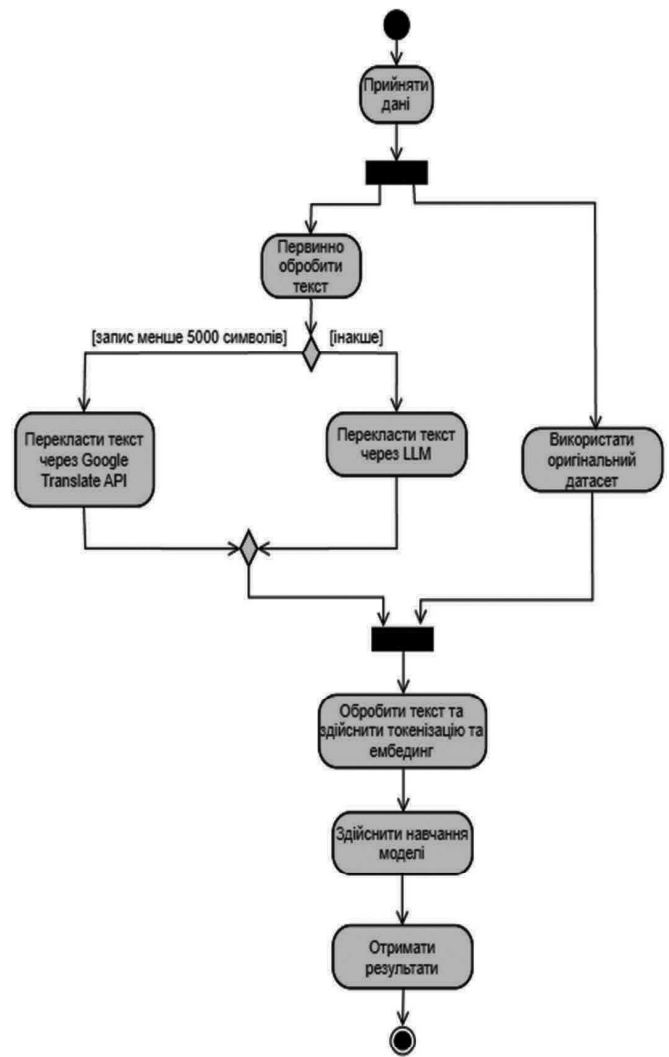 Прийняти
дані
Первинно
обробити
текст
[запис менше 5000 символів]
[інакше]
Перекласти текст
через Google
Translate API
Перекласти текст
через LLM
Використати
оригінальний
датасет
Обробити текст та
здійснити токенізацію та
ембединг
Здійснити навчання
моделі
Отримати
результати